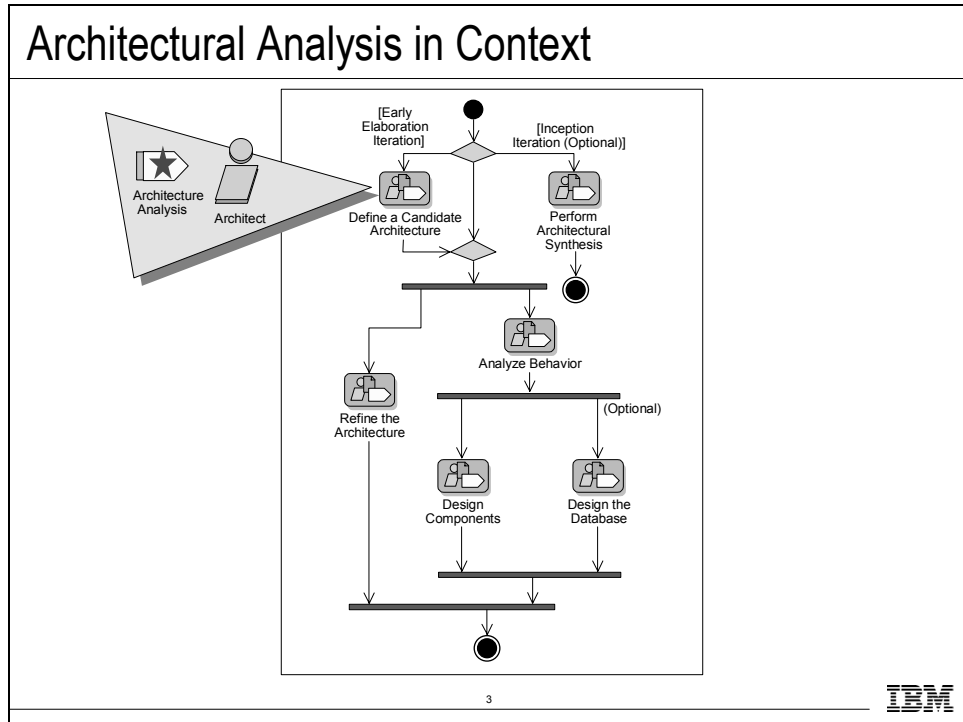 Architectural Analysis in Context
[Early
Elaboration
Iteration]
[Inception
Iteration (Optional)]
Architecture
Analysis
Architect
Define a Candidate
Architecture
Perform
Architectural
Synthesis
Analyze Behavior
(Optional)
Refine the
Architecture
Design
Components
Design the
Database
3
IBM